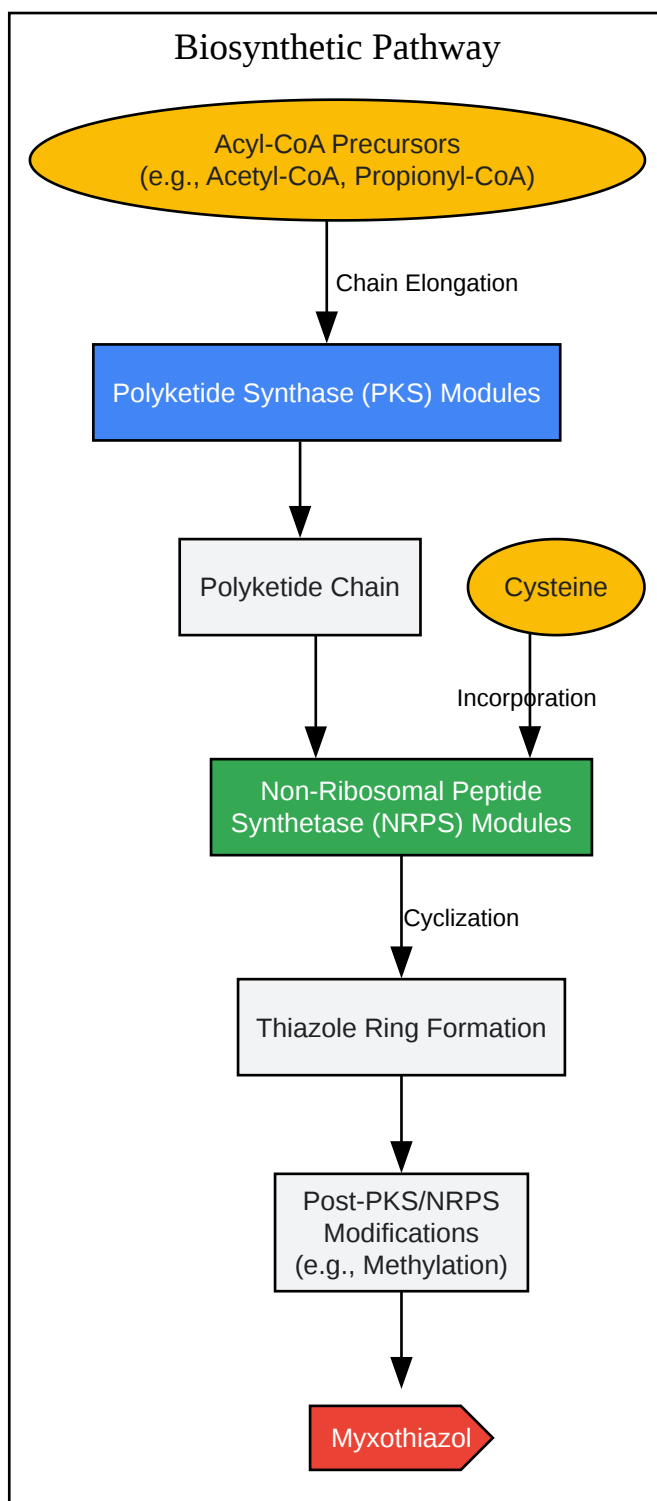 Biosynthetic Pathway
Acyl-CoA Precursors
(e.g., Acetyl-CoA, Propionyl-CoA)
Chain Elongation
Polyketide Synthase (PKS) Modules
Polyketide Chain
Cysteine
Incorporation
Non-Ribosomal Peptide
Synthetase (NRPS) Modules
Cyclization
Thiazole Ring Formation
Post-PKS/NRPS
Modifications
(e.g., Methylation)
Myxothiazol